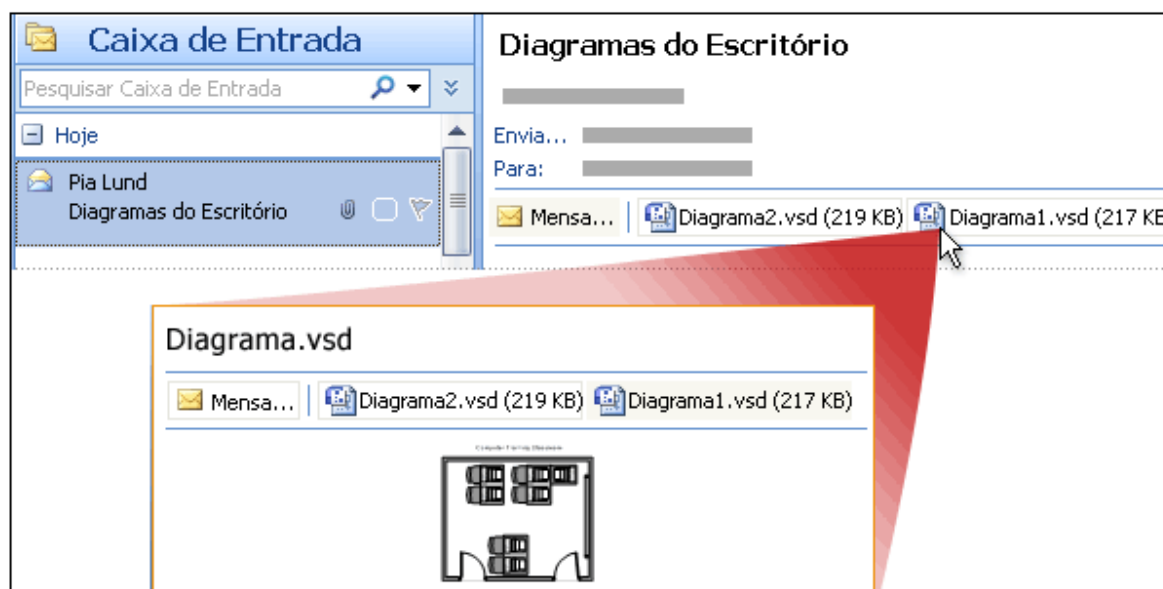 Caixa de Entrada
Pesquisar Caixa de Entrada
Hoje
Pia Lund
Diagramas do Escritório
Diagramas do Escritório
Envia...
Para:
Mensa... Diagrama2.vsd (219 KB) Diagrama1.vsd (217 KB
Diagrama.vsd
Mensa... Diagrama2.vsd (219 KB) Diagrama1.vsd (217 KB)